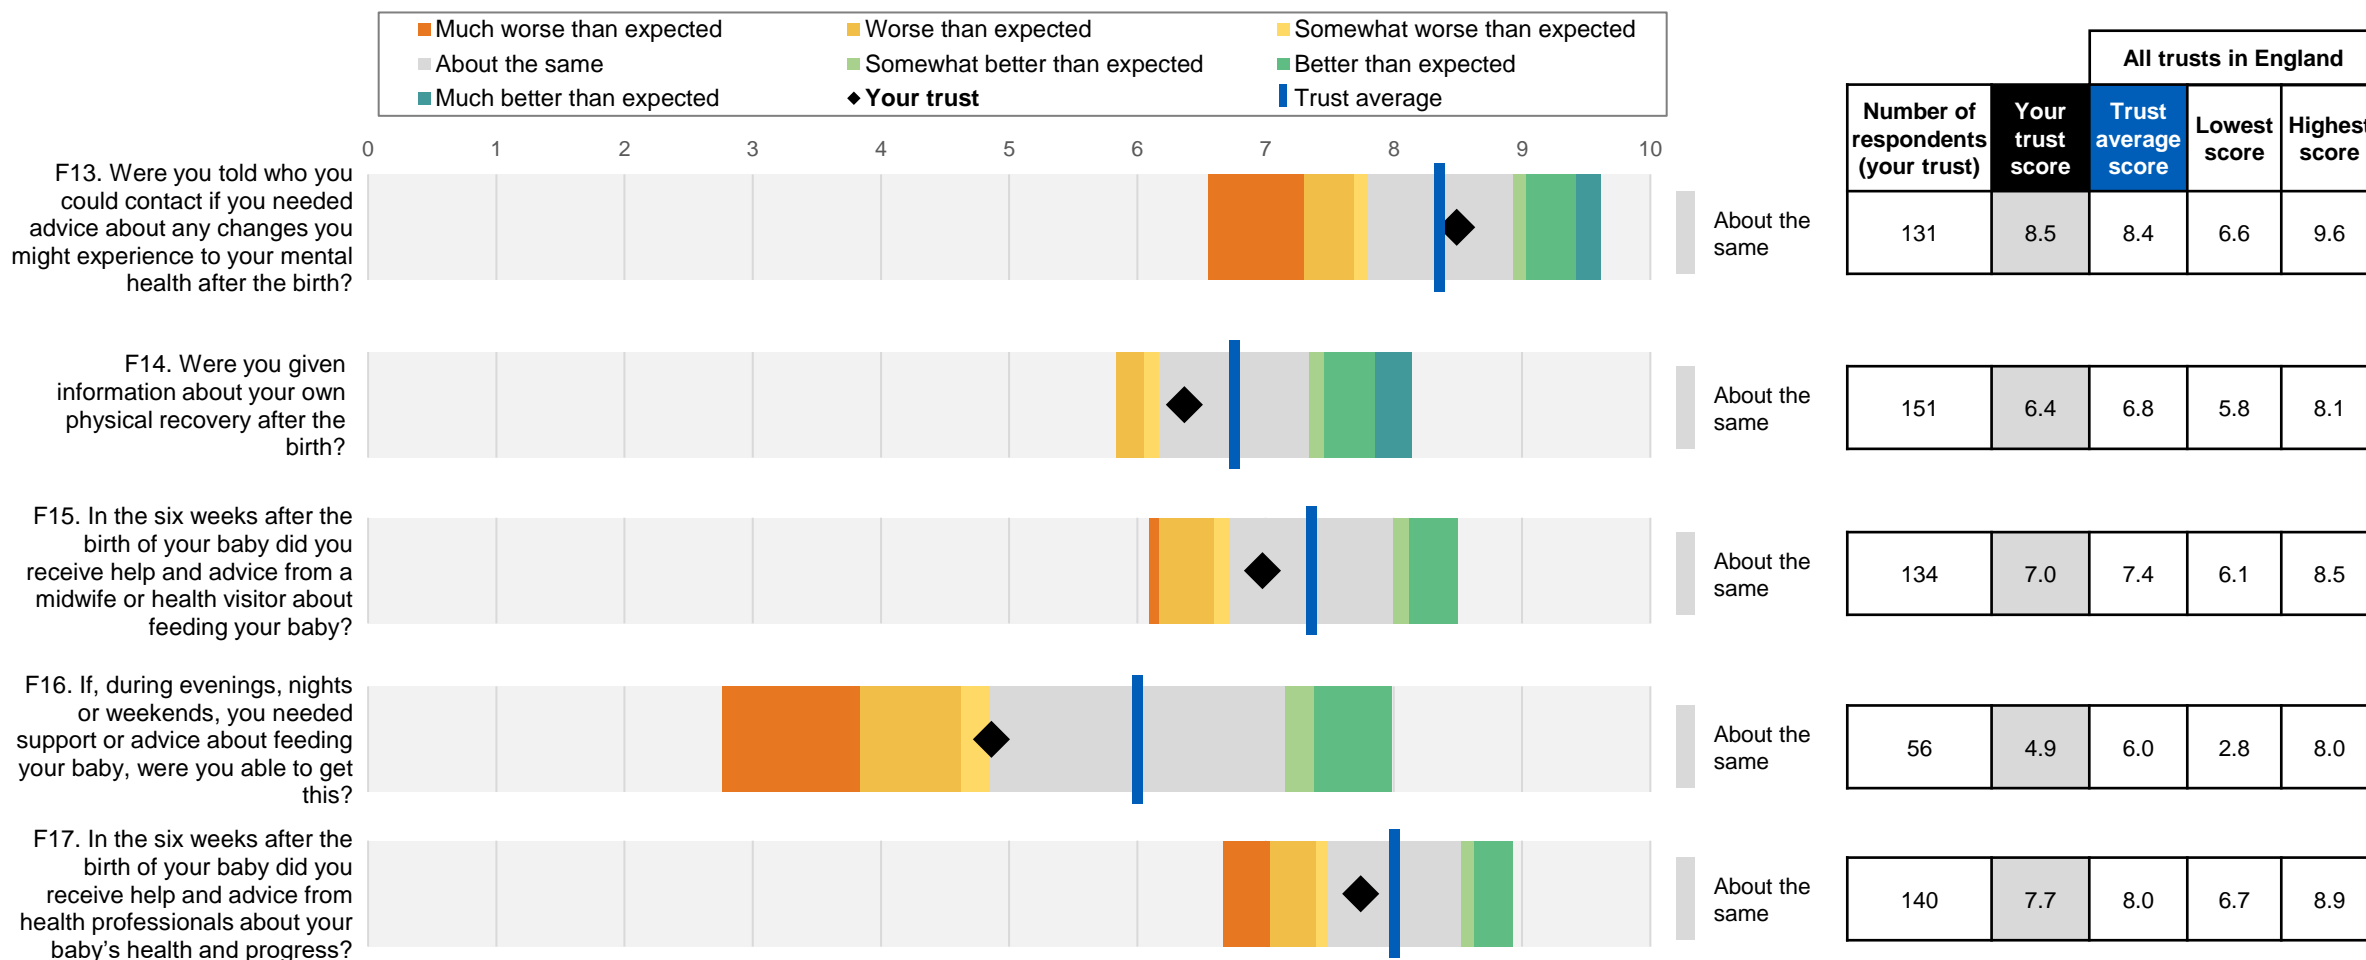 Much worse than expected
Worse than expected
Somewhat worse than expected
About the same
Somewhat better than expected
Better than expected
Much better than expected
Your trust
Trust average
All trusts in England
Number of
respondents
(your trust)
Your
trust
score
Trust
average
score
Lowest
score
Highest
score
0 1 2 3 4 5 6 7 8 9 10
F13. Were you told who you
could contact if you needed
advice about any changes you
might experience to your mental
health after the birth?
About the
same
131 8.5 8.4 6.6 9.6
F14. Were you given
information about your own
physical recovery after the
birth?
About the
same
151 6.4 6.8 5.8 8.1
F15. In the six weeks after the
birth of your baby did you
receive help and advice from a
midwife or health visitor about
feeding your baby?
About the
same
134 7.0 7.4 6.1 8.5
F16. If, during evenings, nights
or weekends, you needed
support or advice about feeding
your baby, were you able to get
this?
About the
same
56 4.9 6.0 2.8 8.0
F17. In the six weeks after the
birth of your baby did you
receive help and advice from
health professionals about your
baby's health and progress?
About the
same
140 7.7 8.0 6.7 8.9